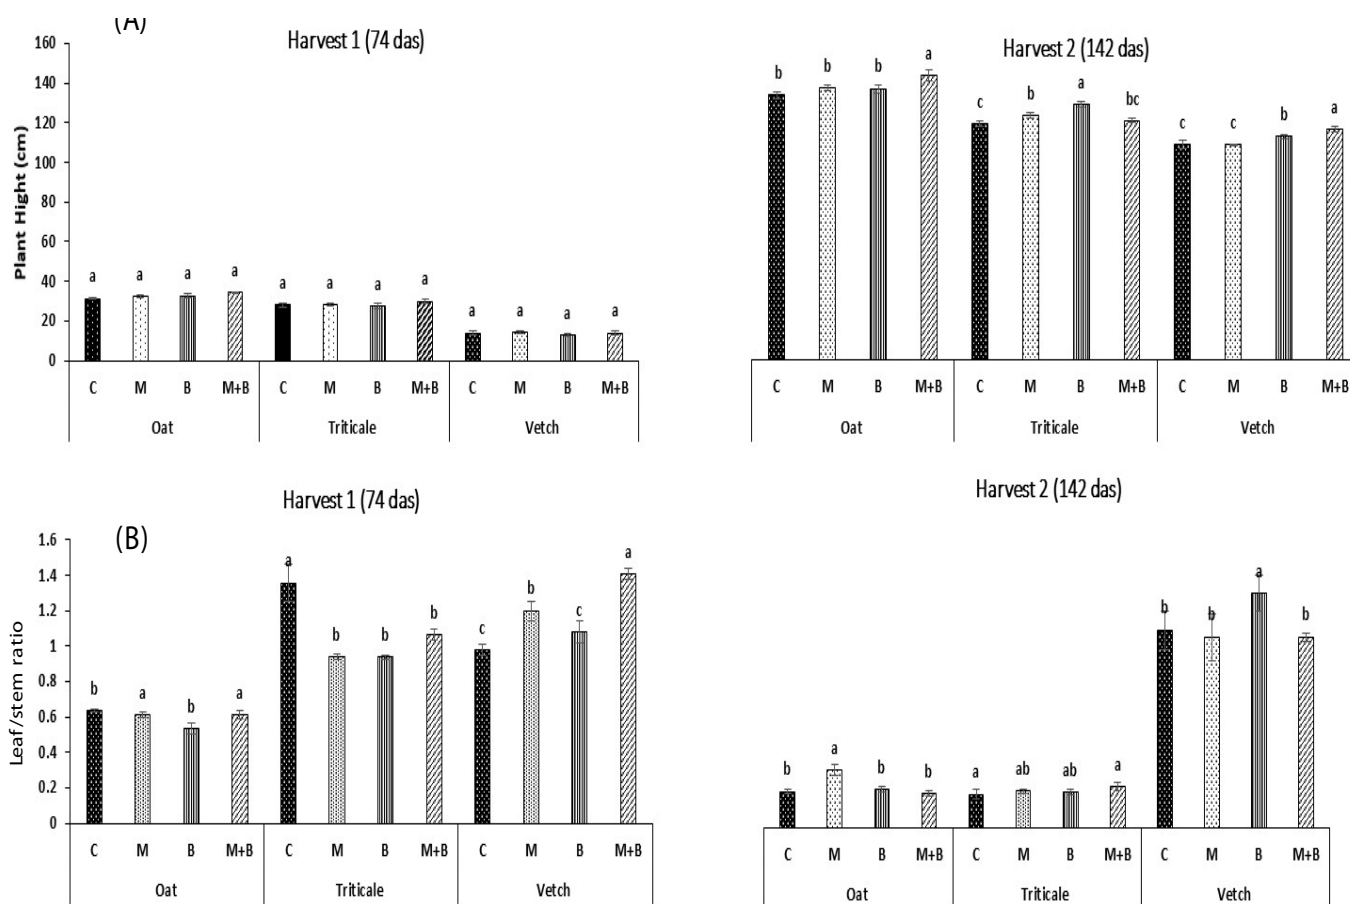 (A)
Harvest 1 (74 das)
Plant Hight (cm)
160
140
120
100
80
60
40
20
0
a a a a a a a a a a a a
C M B M+B C M B M+B C M B M+B
Oat Triticale Vetch
Harvest 2 (142 das)
b b b a c b a bc c c b a
C M B M+B C M B M+B C M B M+B
Oat Triticale Vetch
(B)
Harvest 1 (74 das)
Leaf/stem ratio
1.6
1.4
1.2
1
0.8
0.6
0.4
0.2
0
b a b a a b b b c b c a
C M B M+B C M B M+B C M B M+B
Oat Triticale Vetch
Harvest 2 (142 das)
b a b b a ab ab a b b a b
C M B M+B C M B M+B C M B M+B
Oat Triticale Vetch